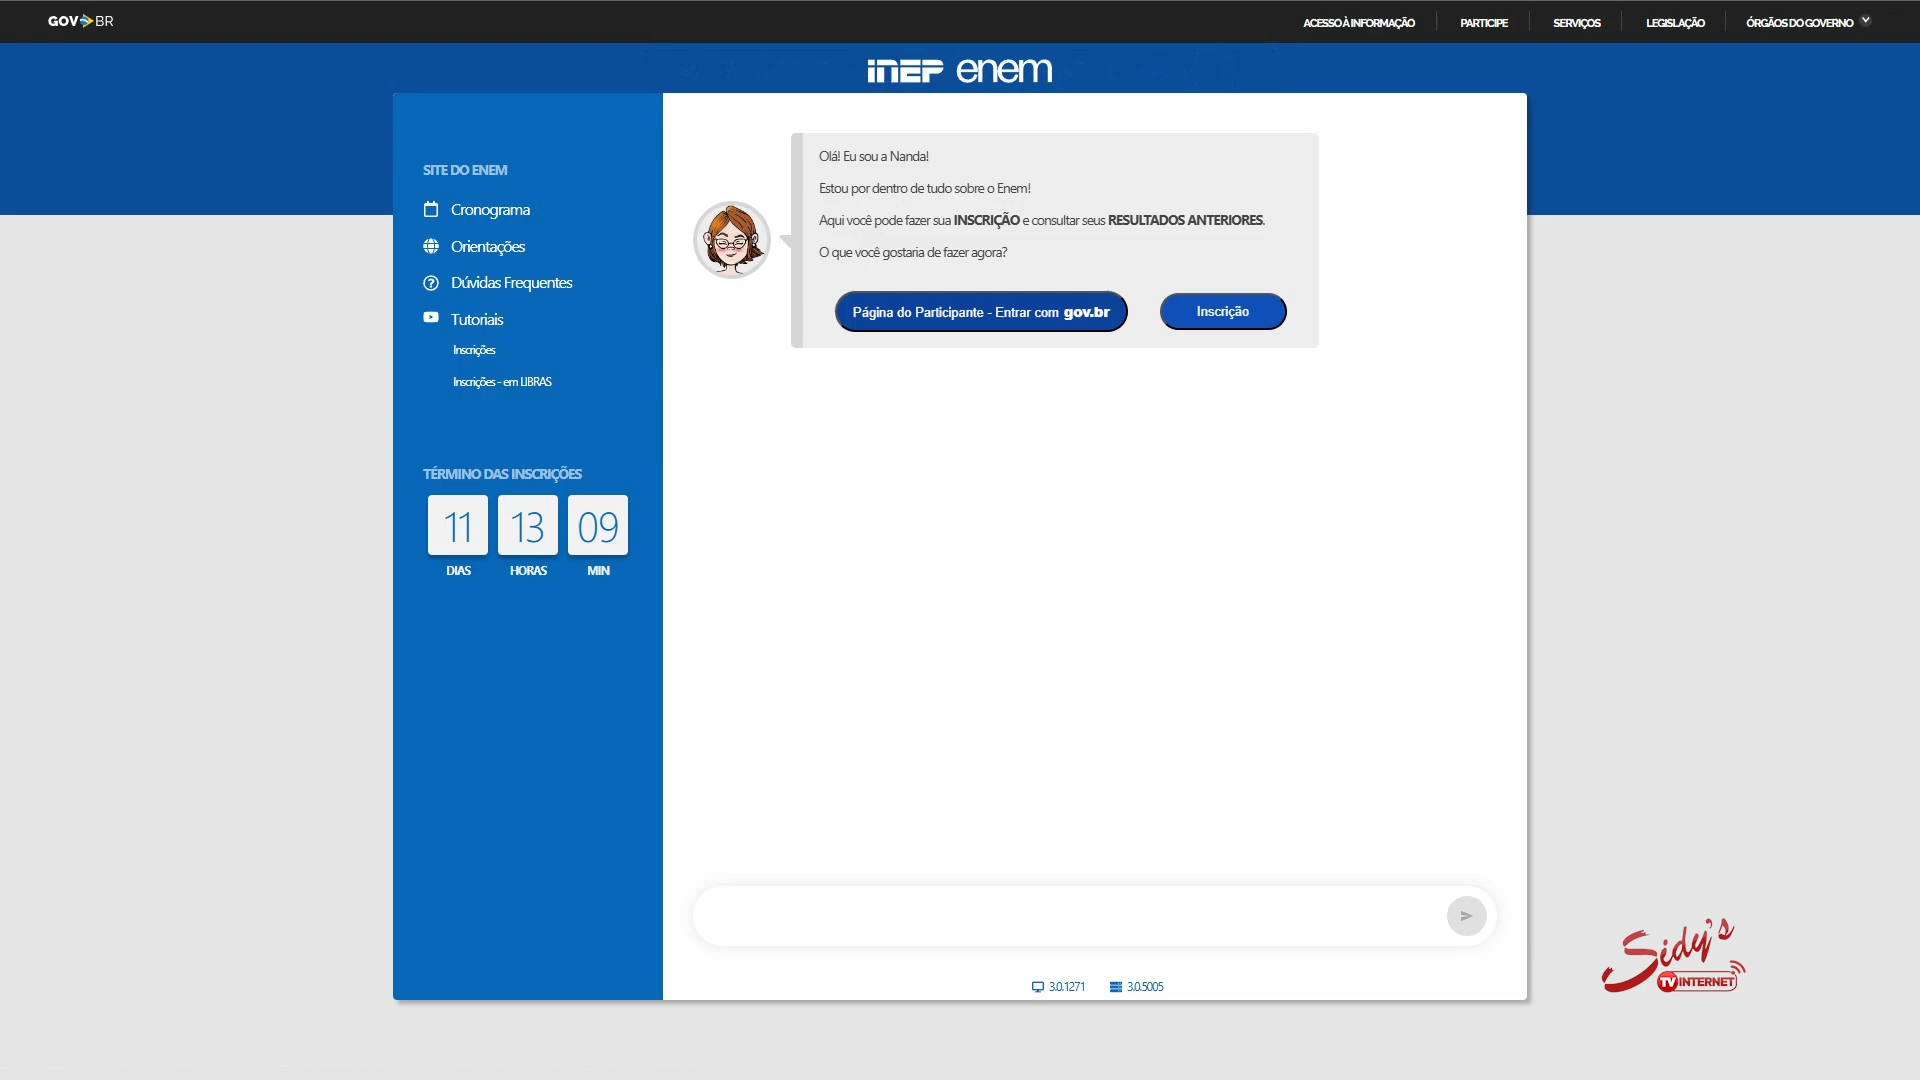 GOV BR
ACESSO À INFORMAÇÃO
PARTICIPE
SERVIÇOS
LEGISLAÇÃO
ÓRGÃOS DO GOVERNO
inep enem
SITE DO ENEM
Cronograma
Orientações
Dúvidas Frequentes
Tutoriais
Inscrições
Inscrições - em LIBRAS
TÉRMINO DAS INSCRIÇÕES
11 13 09
DIAS HORAS MIN
Olá! Eu sou a Nanda!
Estou por dentro de tudo sobre o Enem!
Aqui você pode fazer sua INSCRIÇÃO e consultar seus RESULTADOS ANTERIORES.
O que você gostaria de fazer agora?
Página do Participante - Entrar com gov.br
Inscrição
3.0.1271 3.0.5005
Sidy's
TV INTERNET